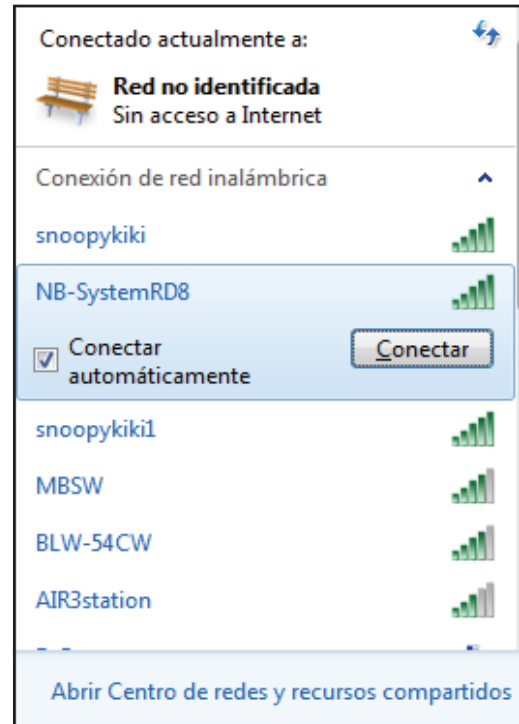 Conectado actualmente a:
Red no identificada
Sin acceso a Internet
Conexión de red inalámbrica
snoopykiki
NB-SystemRD8
Conectar
automáticamente
Conectar
snoopykiki1
MBSW
BLW-54CW
AIR3station
Abrir Centro de redes y recursos compartidos